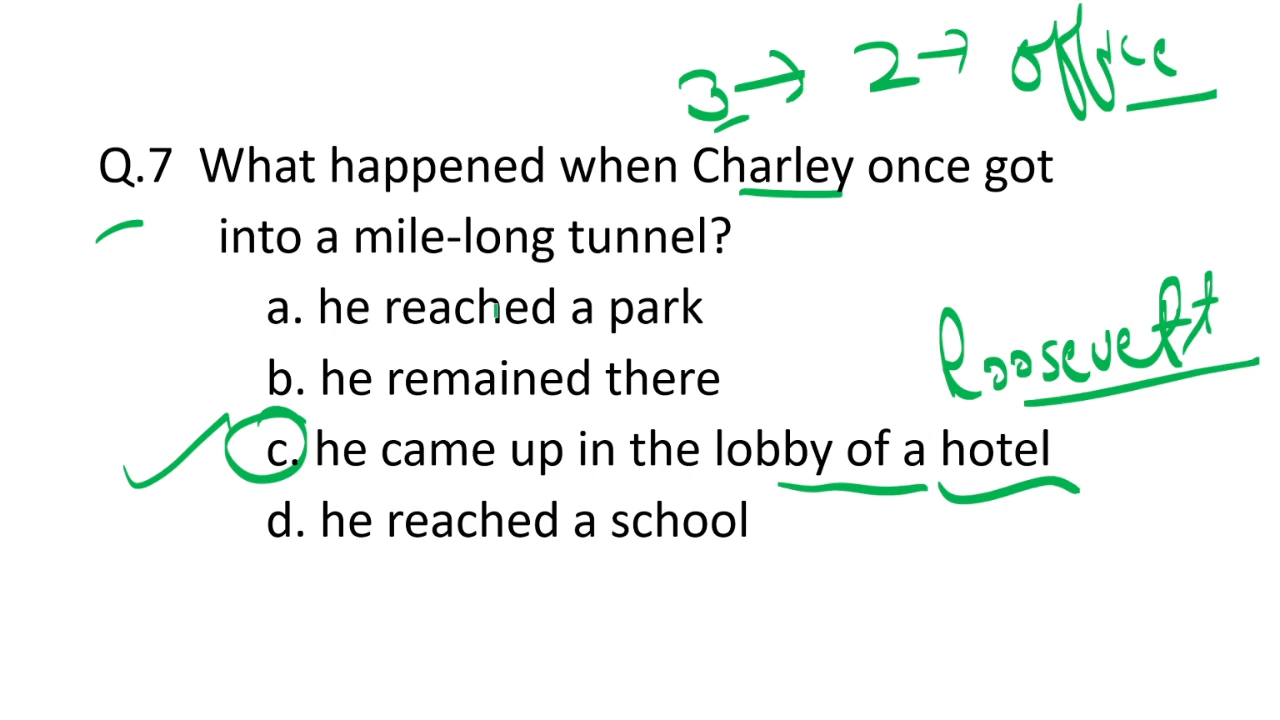 3 → 2 → office
Q.7 What happened when Charley once got
into a mile-long tunnel?
a. he reached a park
Roosevelt
b. he remained there
c. he came up in the lobby of a hotel
d. he reached a school